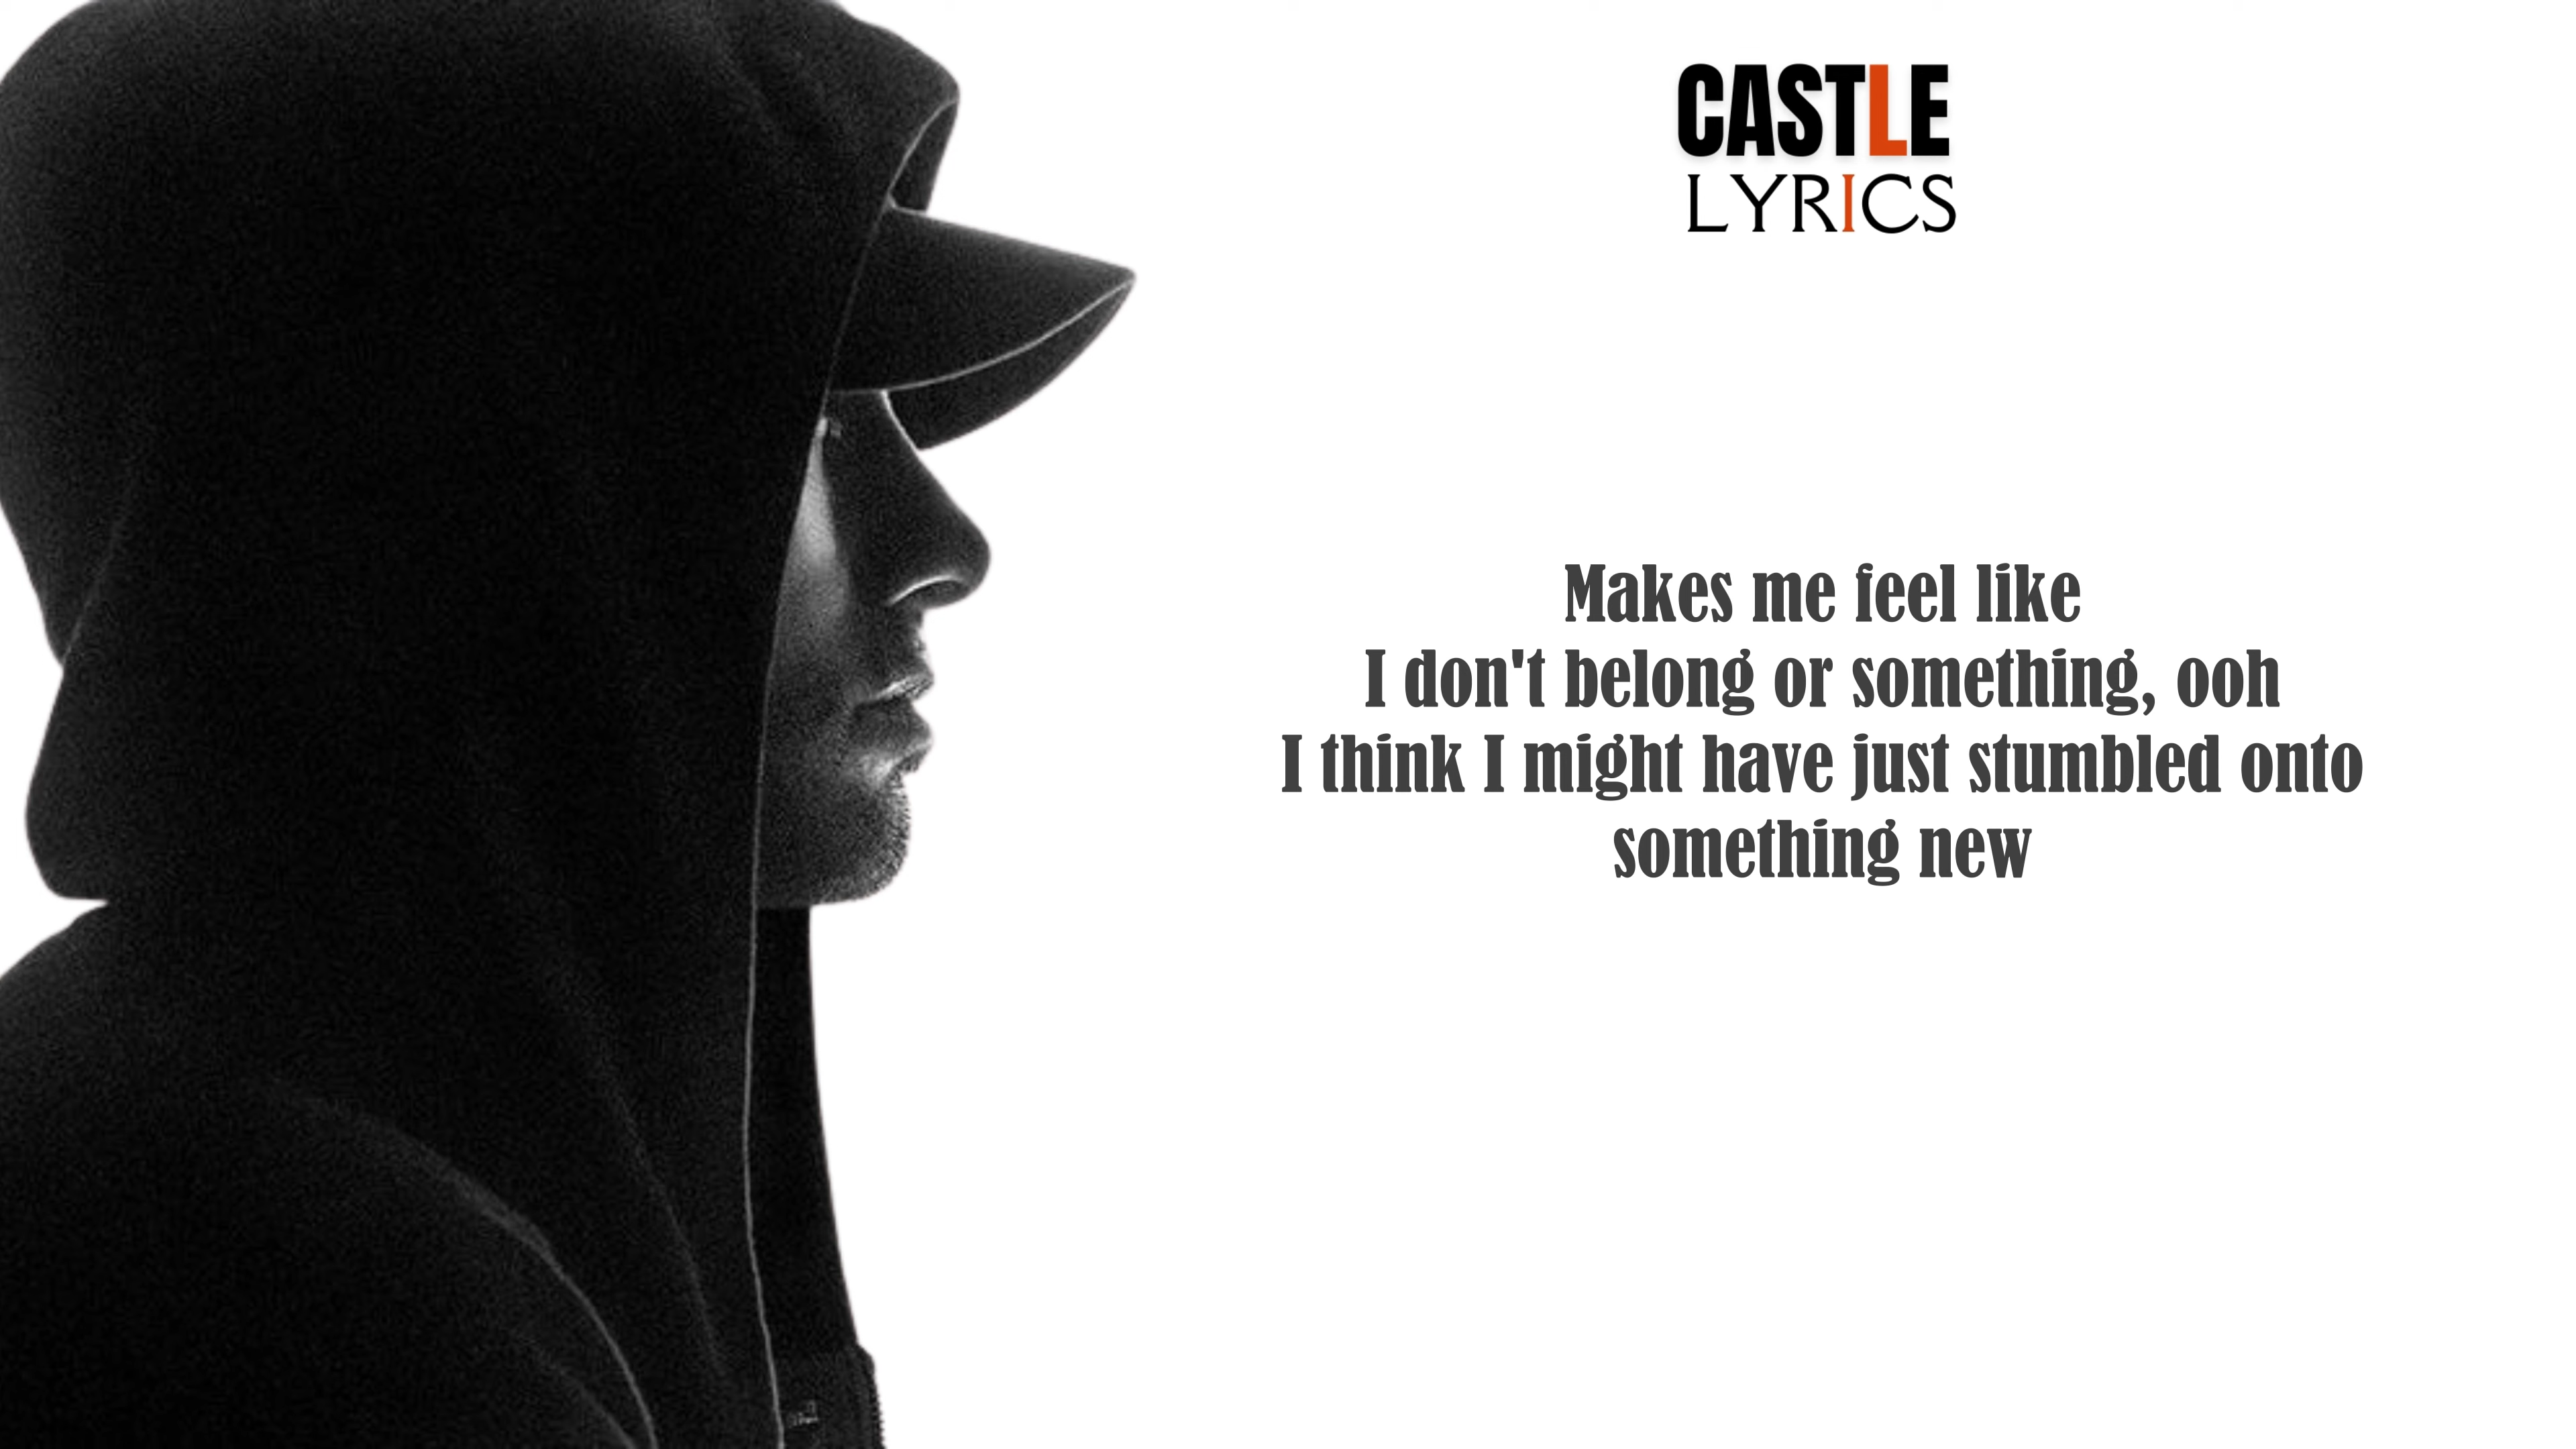 CASTLE
LYRICS
Makes me feel like
I don't belong or something, ooh
I think I might have just stumbled onto
something new